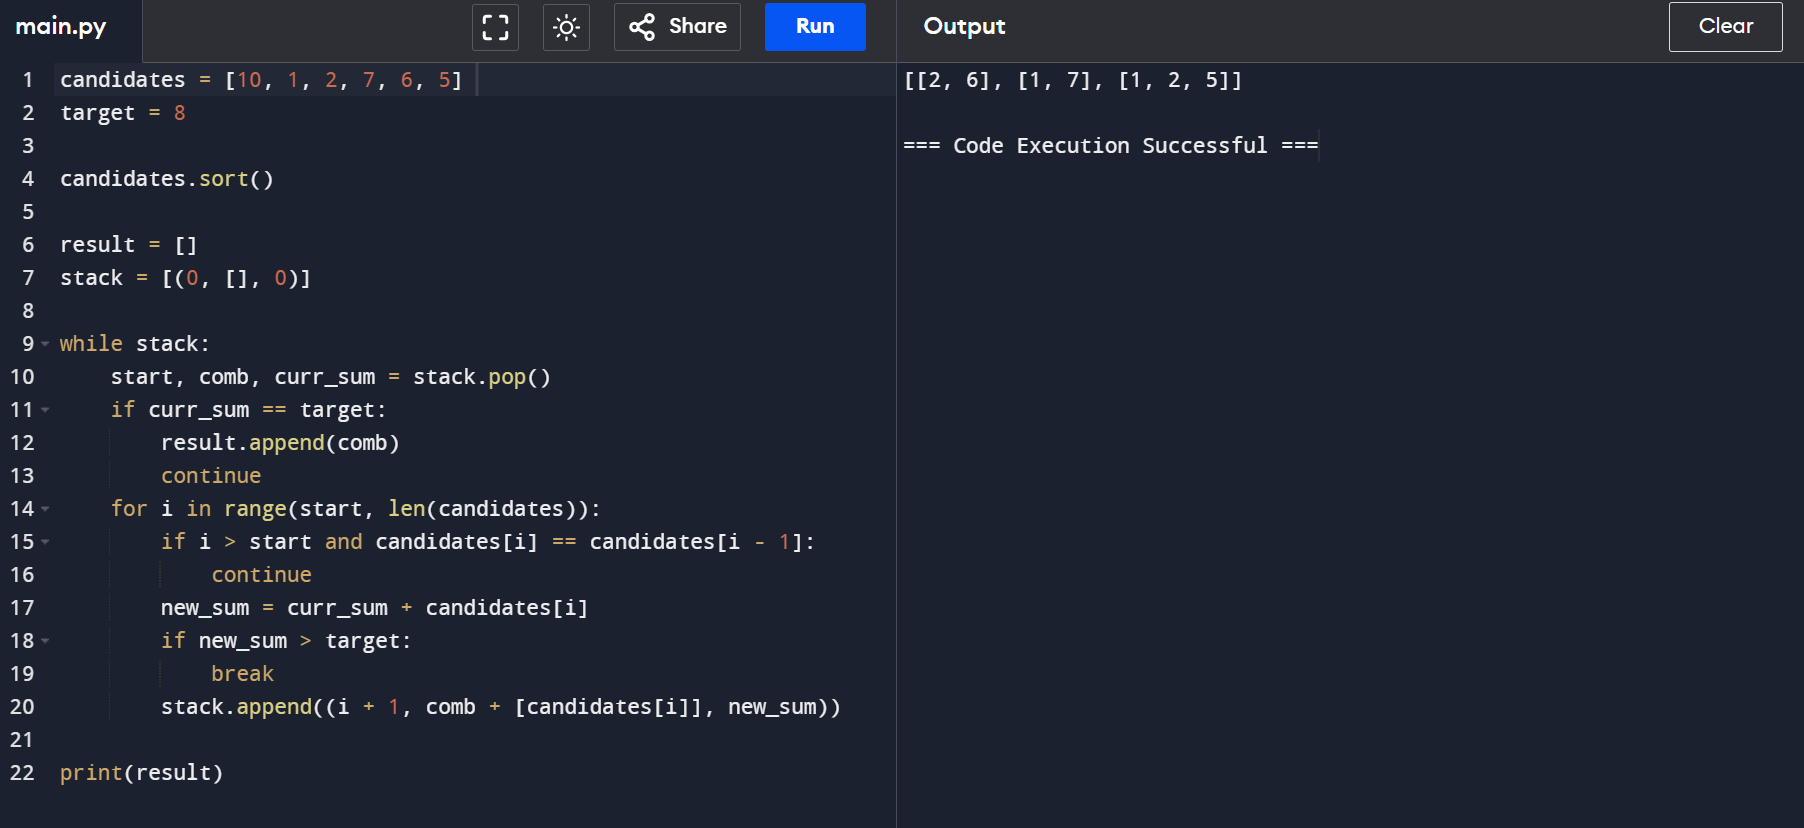 main.py Share Run
1 candidates = [10, 1, 2, 7, 6, 5]
2 target = 8
3
4 candidates.sort()
5
6 result = []
7 stack = [(0, [], 0)]
8
9 while stack:
10     start, comb, curr_sum = stack.pop()
11     if curr_sum == target:
12         result.append(comb)
13         continue
14     for i in range(start, len(candidates)):
15         if i > start and candidates[i] == candidates[i - 1]:
16             continue
17         new_sum = curr_sum + candidates[i]
18         if new_sum > target:
19             break
20         stack.append((i + 1, comb + [candidates[i]], new_sum))
21
22 print(result)
Output Clear
[[2, 6], [1, 7], [1, 2, 5]]
=== Code Execution Successful ===